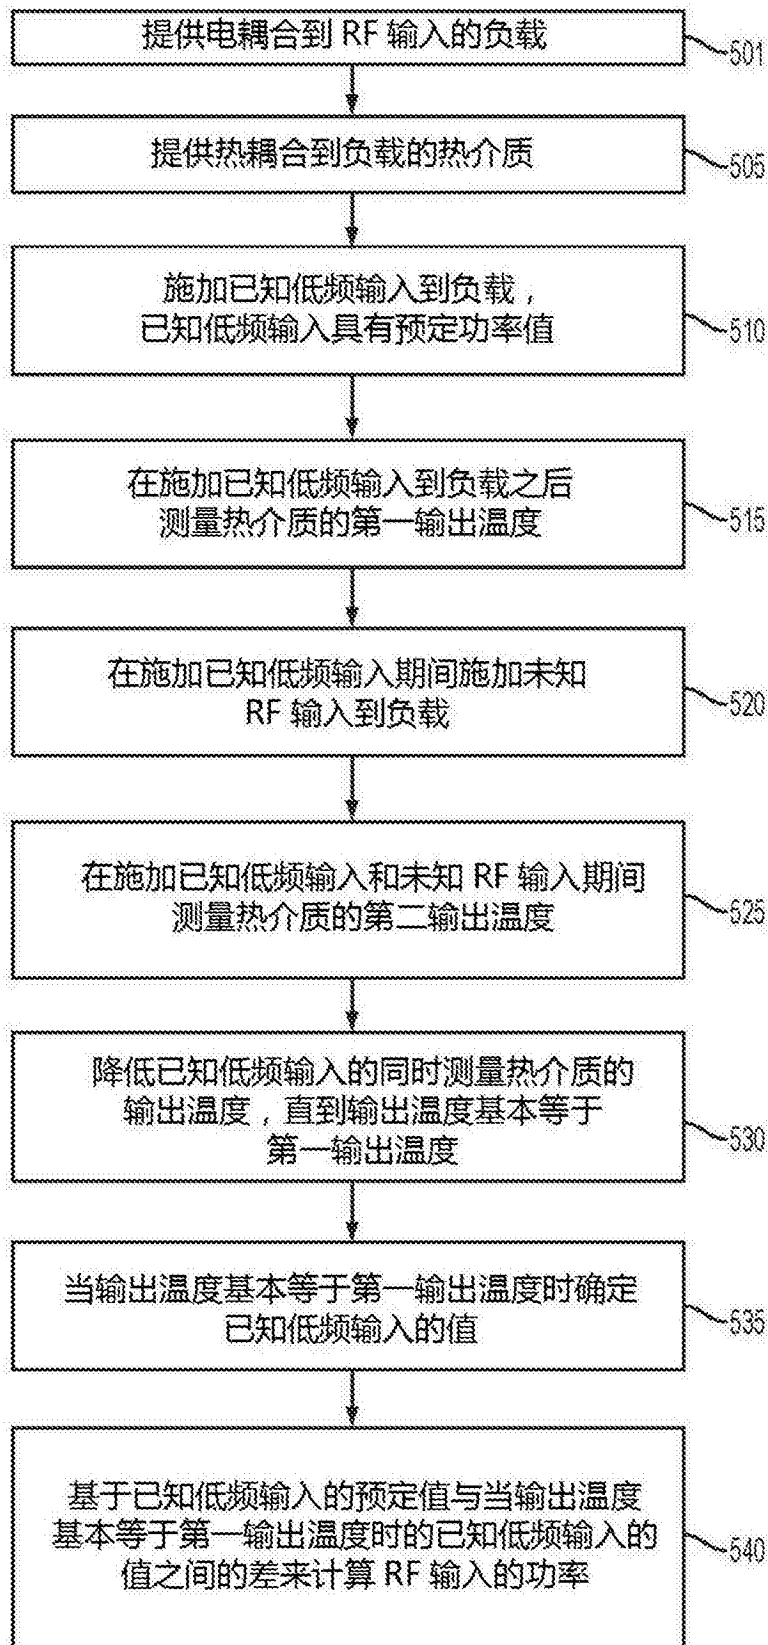 提供电耦合到 RF 输入的负载
501
提供热耦合到负载的热介质
505
施加已知低频输入到负载，
已知低频输入具有预定功率值
510
在施加已知低频输入到负载之后
测量热介质的第一输出温度
515
在施加已知低频输入期间施加未知
RF 输入到负载
520
在施加已知低频输入和未知 RF 输入期间
测量热介质的第二输出温度
525
降低已知低频输入的同时测量热介质的
输出温度，直到输出温度基本等于
第一输出温度
530
当输出温度基本等于第一输出温度时确定
已知低频输入的值
535
基于已知低频输入的预定值与当输出温度
基本等于第一输出温度时的已知低频输入的
值之间的差来计算 RF 输入的功率
540